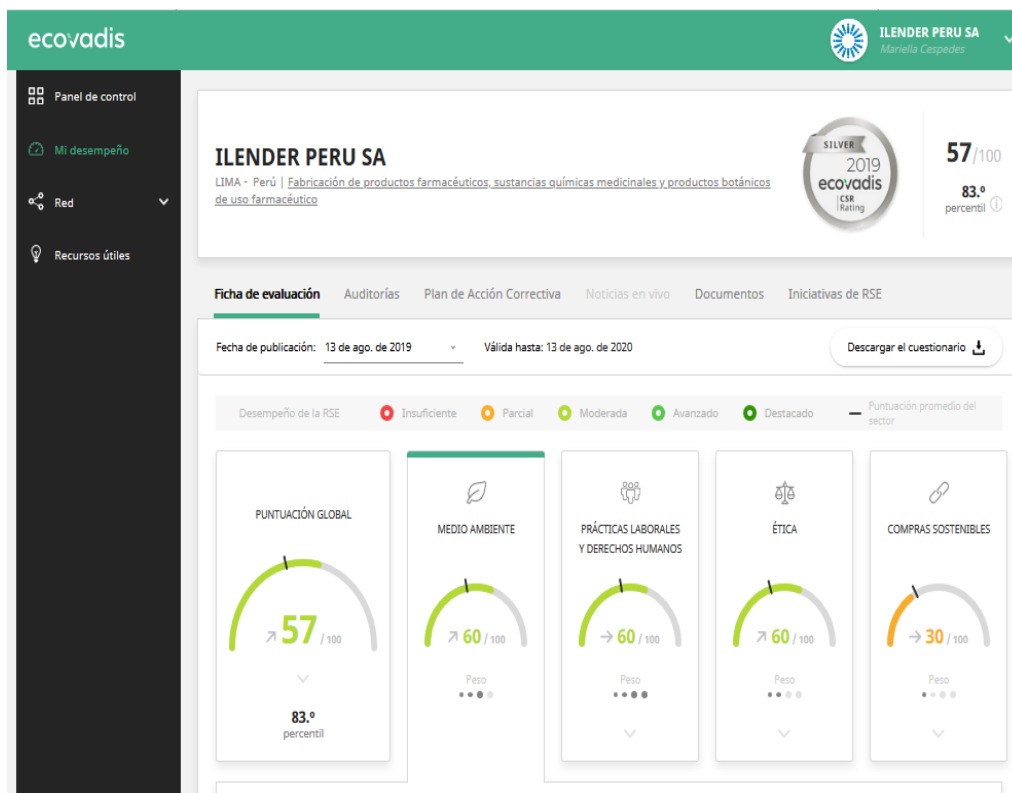 ecovadis
ILENDER PERU SA
Mariella Cespedes
Panel de control
Mi desempeño
Red
Recursos útiles
ILENDER PERU SA
LIMA - Perú | Fabricación de productos farmacéuticos, sustancias químicas medicinales y productos botánicos
de uso farmacéutico
SILVER
2019
ecovadis
CSR
Rating
57/100
83.º
percentil
Ficha de evaluación Auditorías Plan de Acción Correctiva Noticias en vivo Documentos Iniciativas de RSE
Fecha de publicación: 13 de ago. de 2019 Válida hasta: 13 de ago. de 2020 Descargar el cuestionario
Desempeño de la RSE Insuficiente Parcial Moderada Avanzado Destacado Puntuación promedio del
sector
PUNTUACIÓN GLOBAL
57 / 100
83.º
percentil
MEDIO AMBIENTE
60 / 100
Peso
PRÁCTICAS LABORALES
Y DERECHOS HUMANOS
60 / 100
Peso
ÉTICA
60 / 100
Peso
COMPRAS SOSTENIBLES
30 / 100
Peso